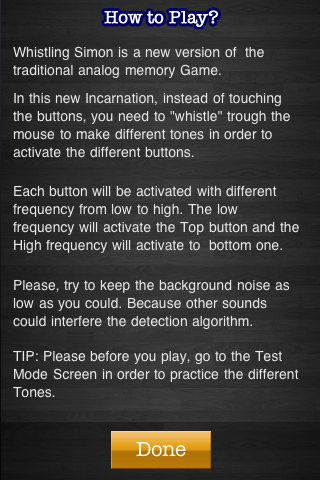 How to Play?
Whistling Simon is a new version of the
traditional analog memory Game.
In this new Incarnation, instead of touching
the buttons, you need to "whistle" trough the
mouse to make different tones in order to
activate the different buttons.
Each button will be activated with different
frequency from low to high. The low
frequency will activate the Top button and the
High frequency will activate to bottom one.
Please, try to keep the background noise as
low as you could. Because other sounds
could interfere the detection algorithm.
TIP: Please before you play, go to the Test
Mode Screen in order to practice the different
Tones.
Done